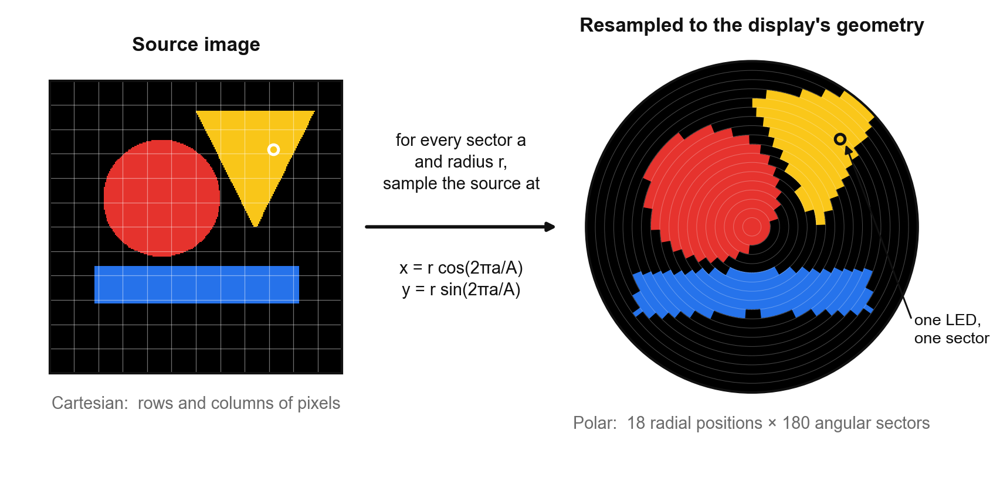 Source image
Resampled to the display's geometry
for every sector a
and radius r,
sample the source at
x = r cos(2πa/A)
y = r sin(2πa/A)
one LED,
one sector
Cartesian:  rows and columns of pixels
Polar:  18 radial positions × 180 angular sectors